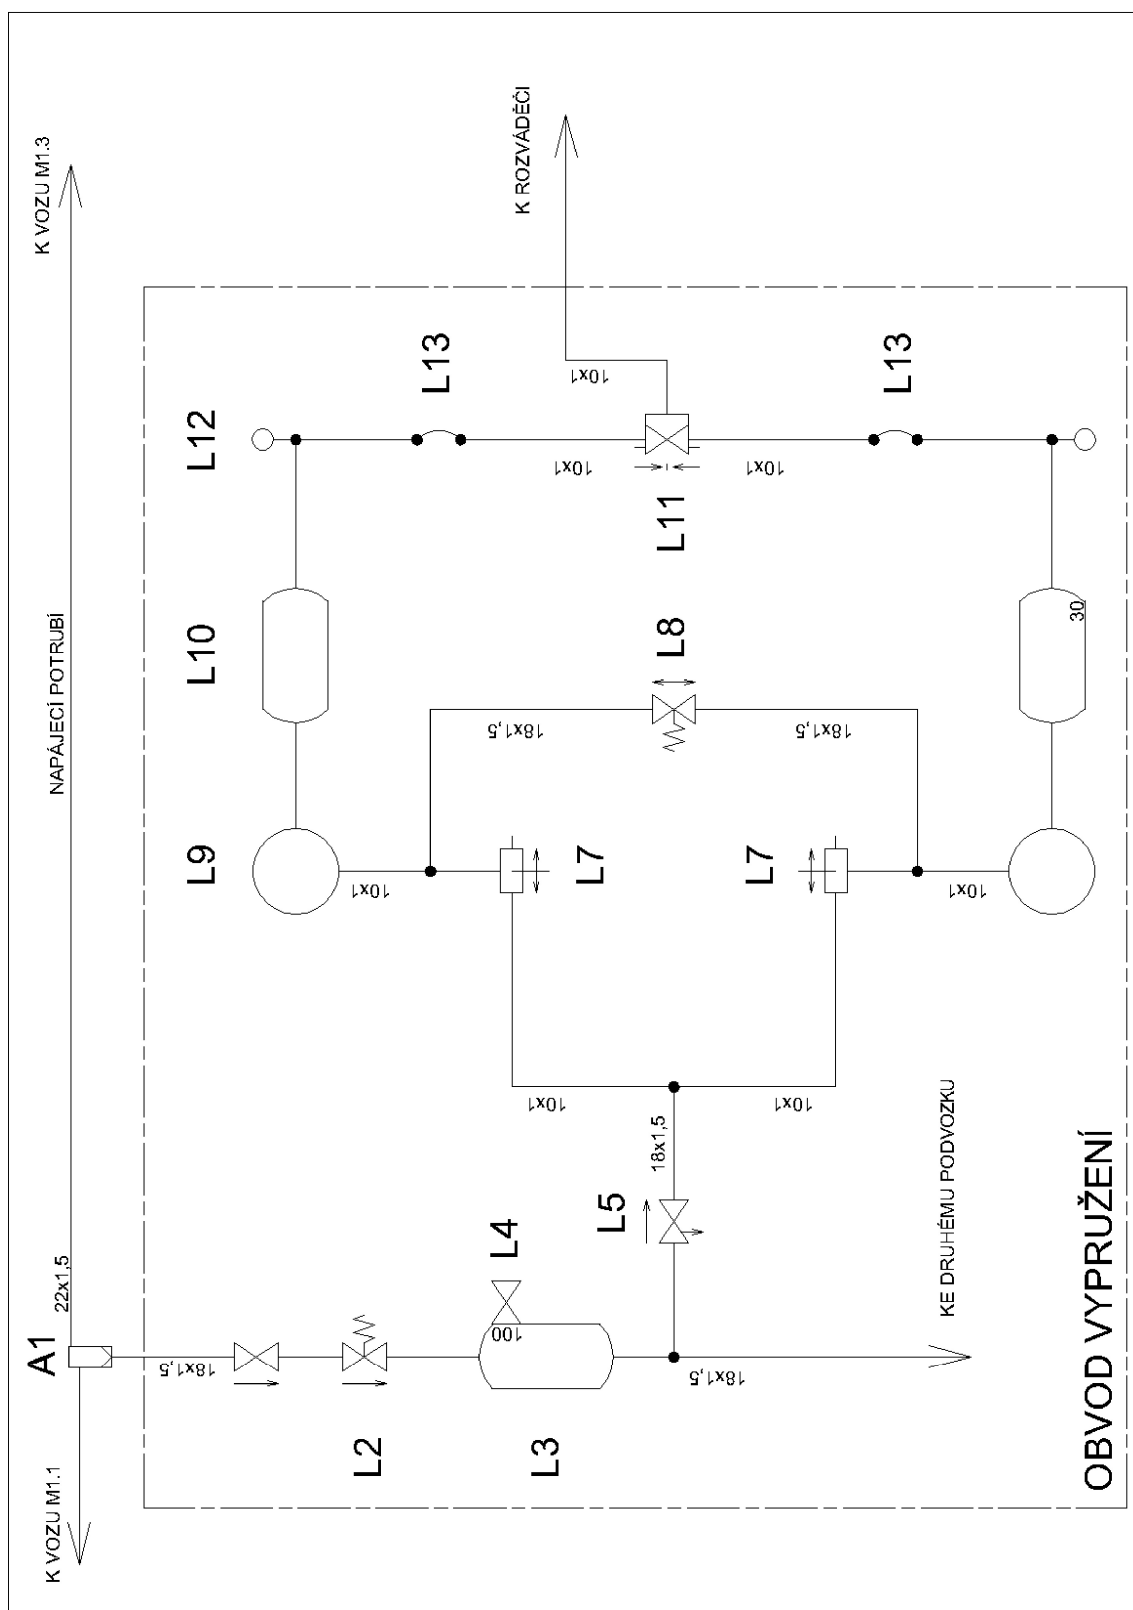 K VOZU M1.1
A1
22x1,5
NAPÁJECÍ POTRUBÍ
K VOZU M1.3
18x1,5
L9
L10
L12
L2
10x1
L13
L3
100
L4
18x1,5
K ROZVÁDĚČI
10x1
10x1
L7
10x1
L5
18x1,5
L8
L11
18x1,5
10x1
L7
10x1
18x1,5
L13
KE DRUHÉMU PODVOZKU
10x1
30
OBVOD VYPRUŽENÍ